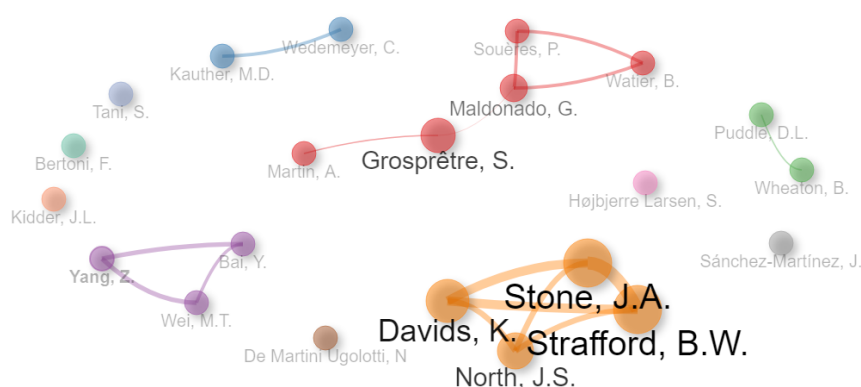 Wedemeyer, C.
Kauther, M.D.
Souères, P.
Watier, B.
Tani, S.
Maldonado, G.
Puddle, D.L.
Bertoni, F.
Grosprêtre, S.
Martin, A.
Wheaton, B.
Højbjerre Larsen, S.
Kidder, J.L.
Bai, Y.
Sánchez-Martínez, J.
Yang, Z.
Stone, J.A.
Wei, M.T.
Davids, K.
Strafford, B.W.
De Martini Ugolotti, N
North, J.S.